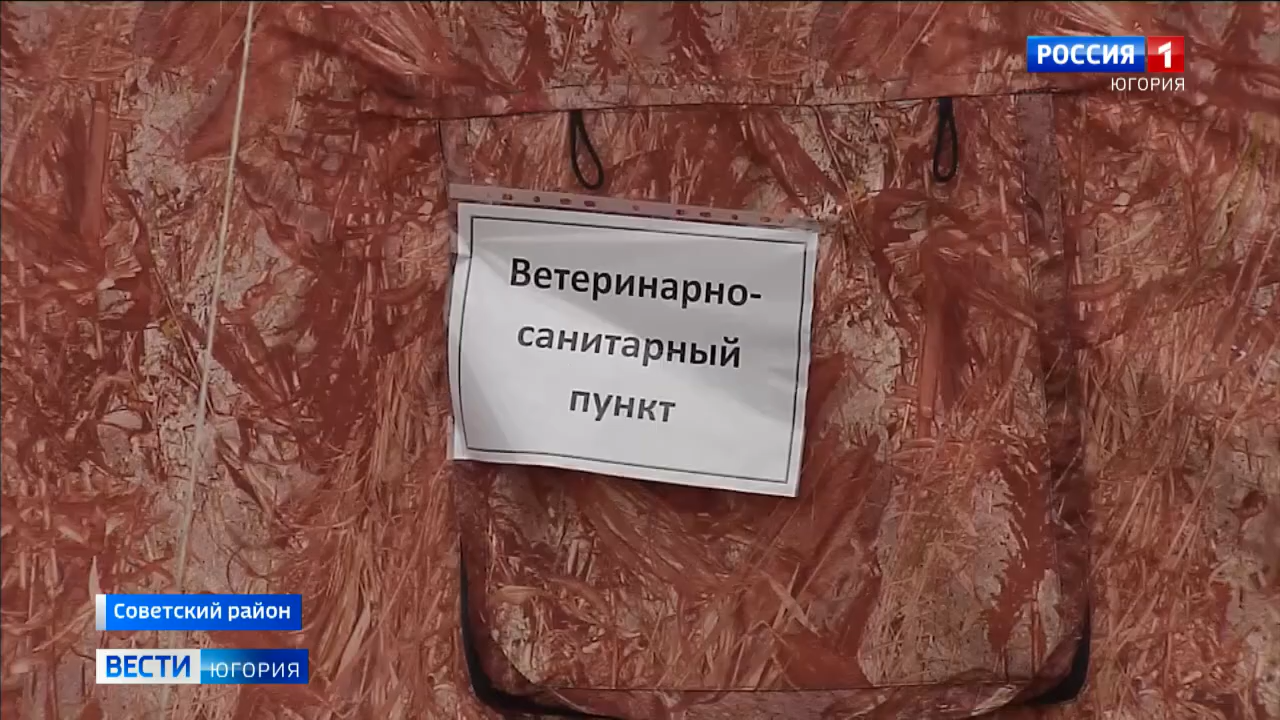 РОССИЯ 1
ЮГОРИЯ
Ветеринарно-
санитарный
пункт
Советский район
ВЕСТИ ЮГОРИЯ